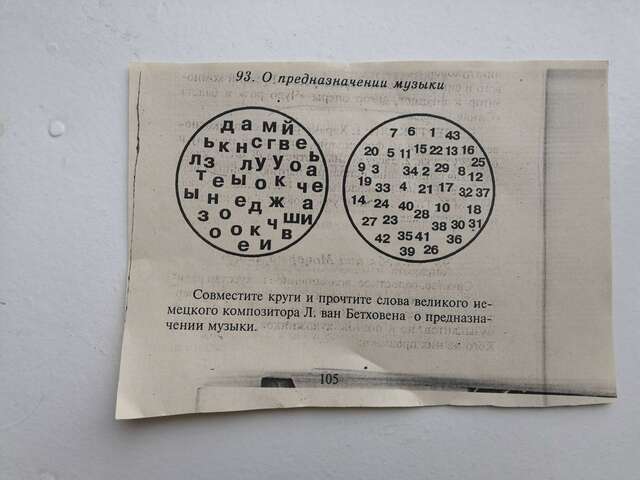 93. О предназначении музыки
д а м й
ь к н с г в е
л з л у у о а ь
т е ы о к ч е
ы н е д ж а
з о ч ш и
о о к в
е и
7 6 1 43
20 5 11 15 22 13 16
9 3 34 2 29 8 12 25
19 33 4 21 17 32 37
14 24 40 28 10 18
27 23 38 30 31
42 35 41 36
39 26
Совместите круги и прочтите слова великого не-
мецкого композитора Л. ван Бетховена о предназна-
чении музыки.
105